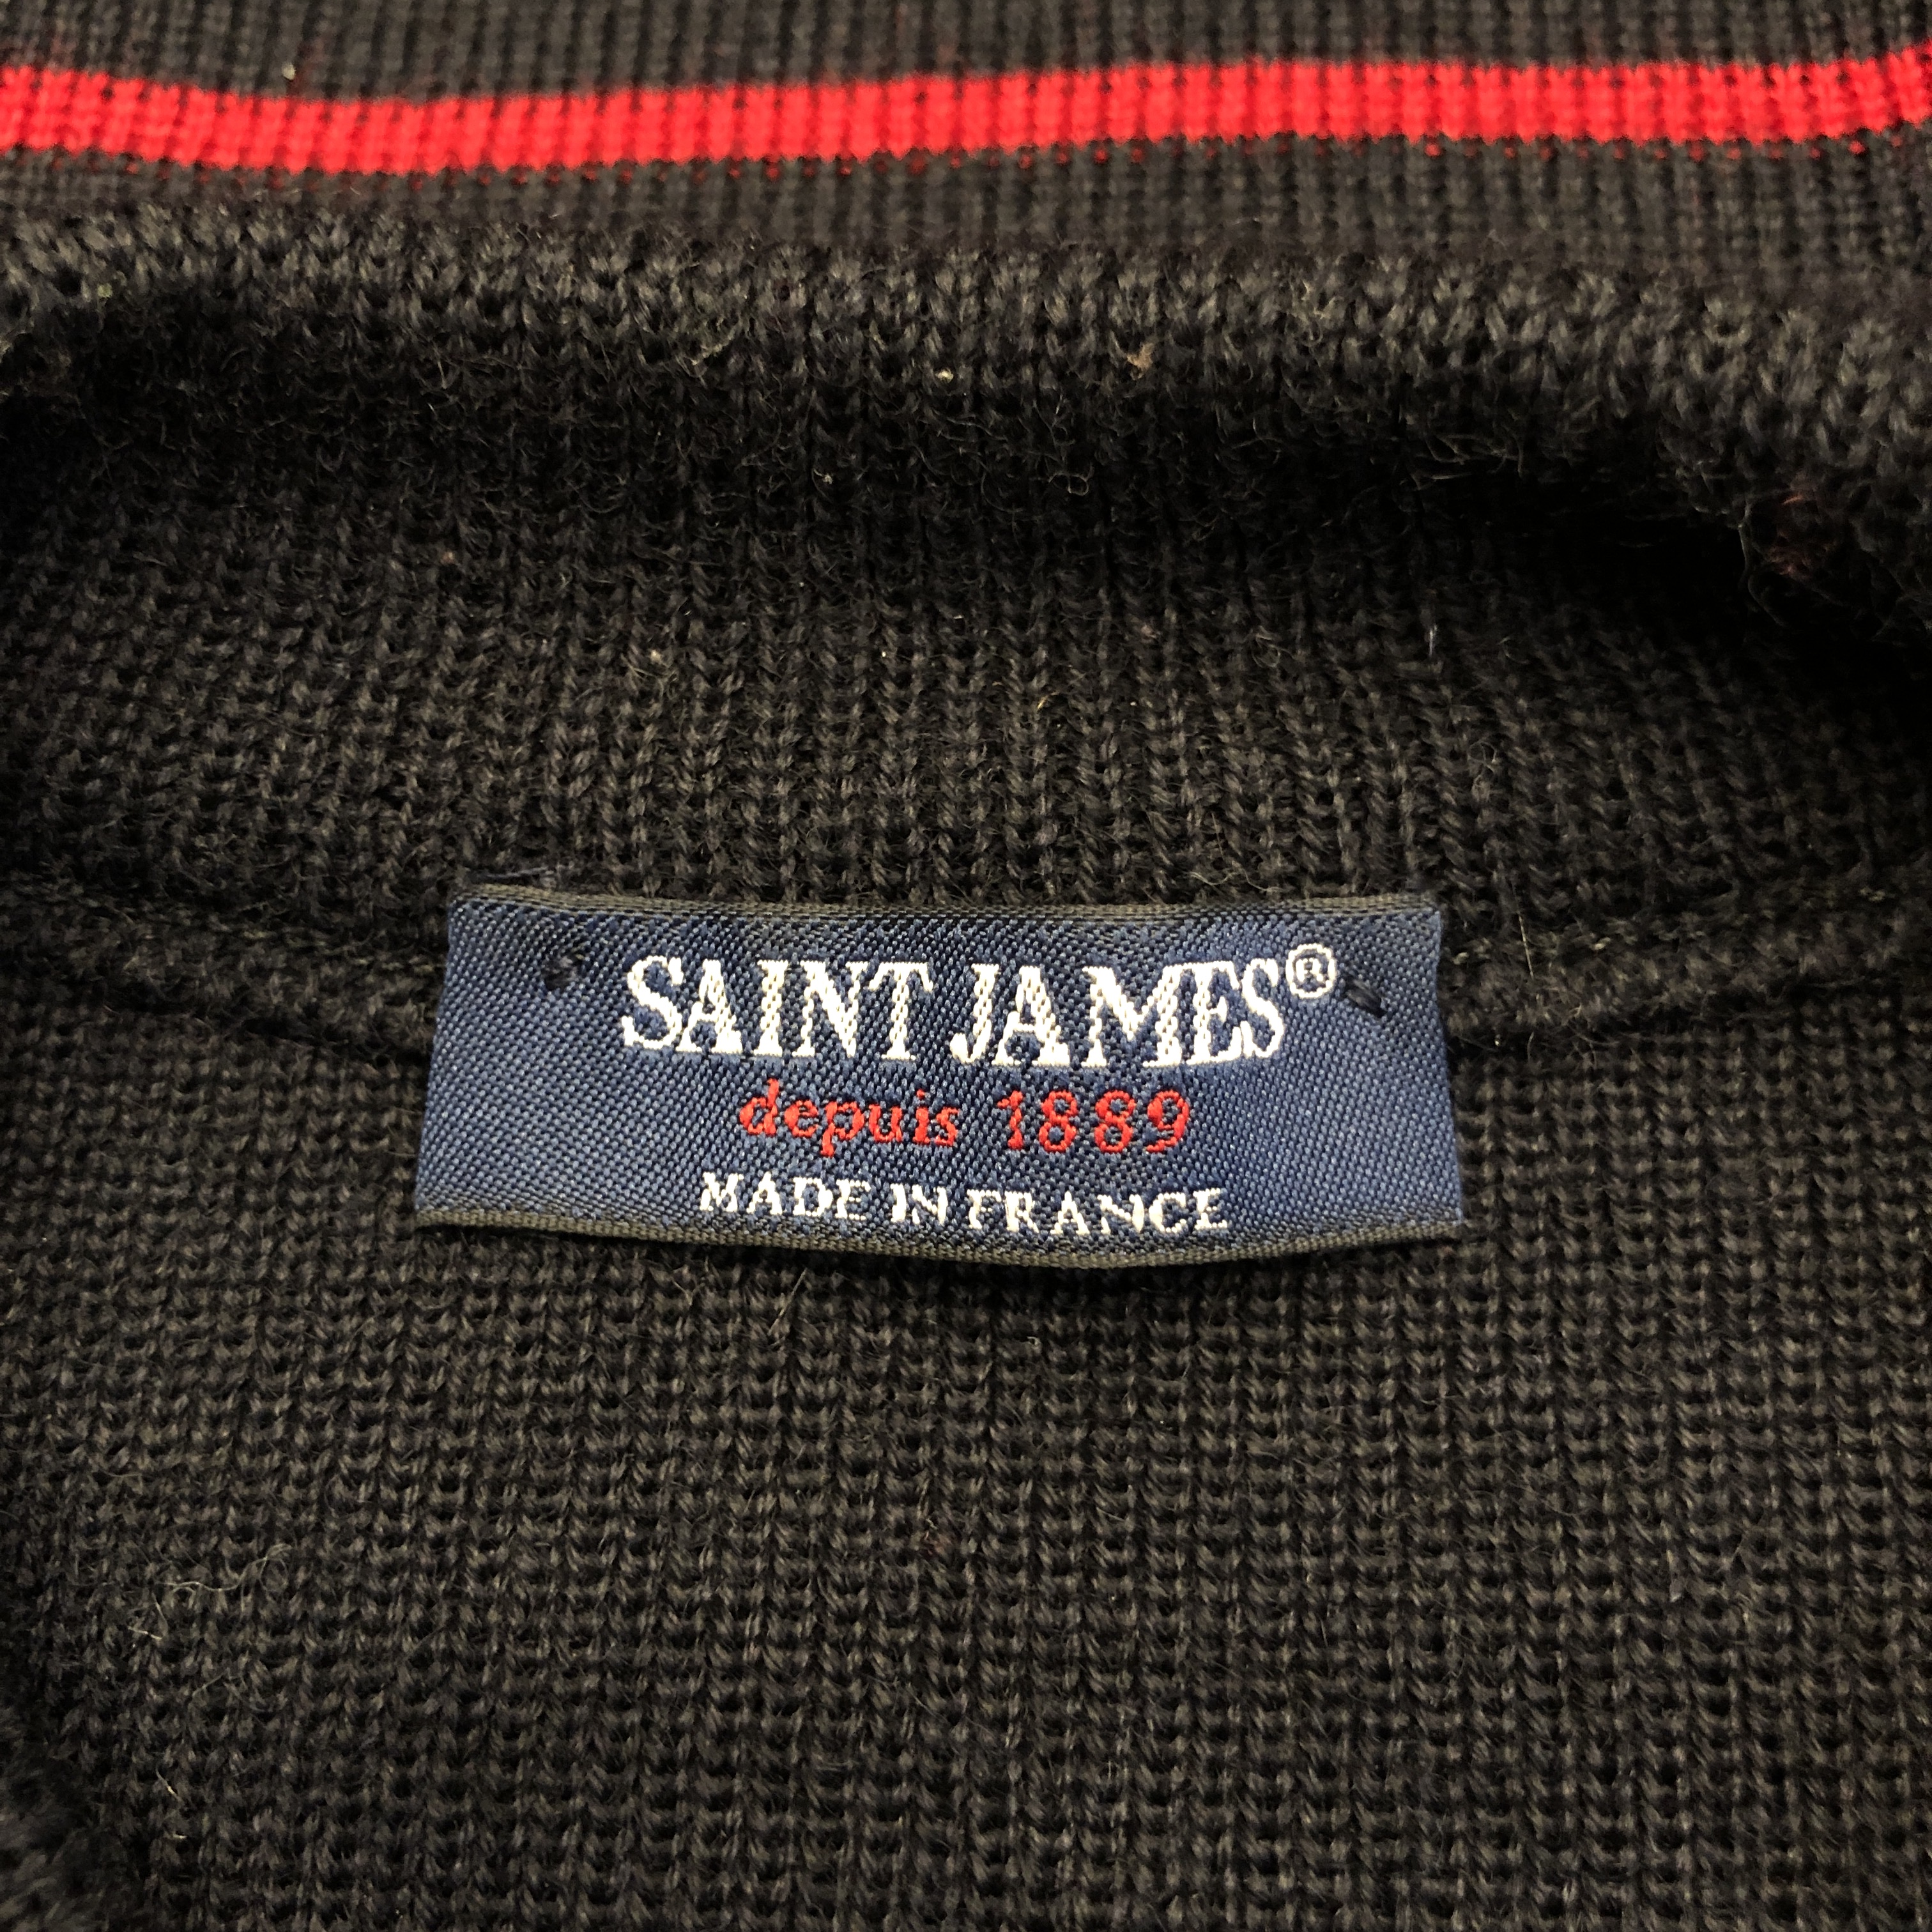 SAINT JAMES®
depuis 1889
MADE IN FRANCE